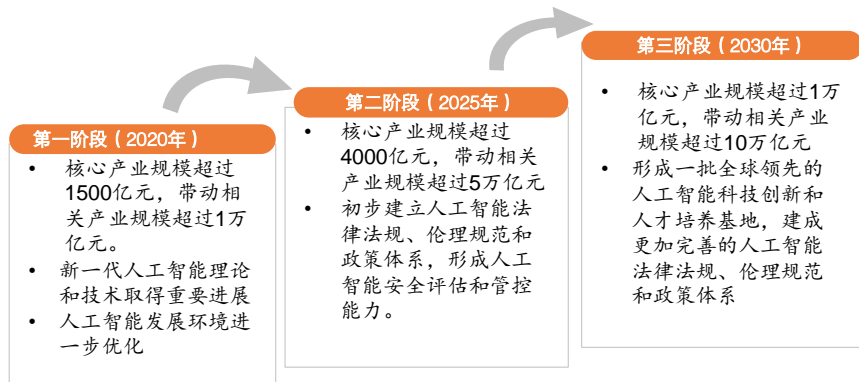 第一阶段（2020年）
• 核心产业规模超过
1500亿元，带动相
关产业规模超过1万
亿元。
• 新一代人工智能理论
和技术取得重要进展
• 人工智能发展环境进
一步优化
第二阶段（2025年）
• 核心产业规模超过
4000亿元，带动相关
产业规模超过5万亿元
• 初步建立人工智能法
律法规、伦理规范和
政策体系，形成人工
智能安全评估和管控
能力。
第三阶段（2030年）
• 核心产业规模超过1万
亿元，带动相关产业
规模超过10万亿元
• 形成一批全球领先的
人工智能科技创新和
人才培养基地，建成
更加完善的人工智能
法律法规、伦理规范
和政策体系